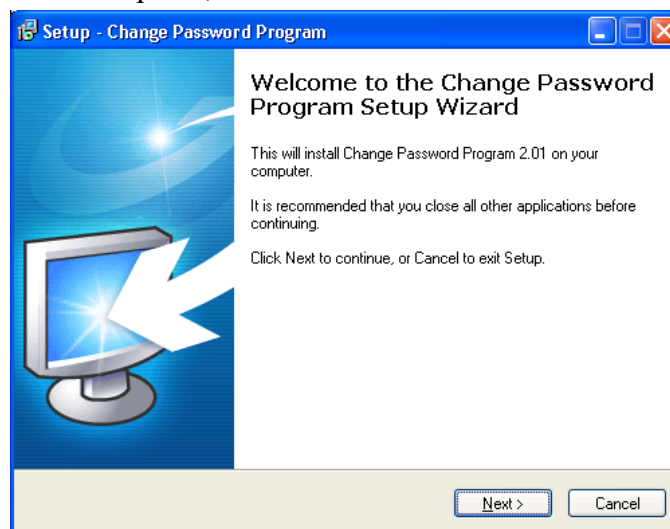 Setup - Change Password Program
Welcome to the Change Password
Program Setup Wizard
This will install Change Password Program 2.01 on your
computer.
It is recommended that you close all other applications before
continuing.
Click Next to continue, or Cancel to exit Setup.
Next >
Cancel